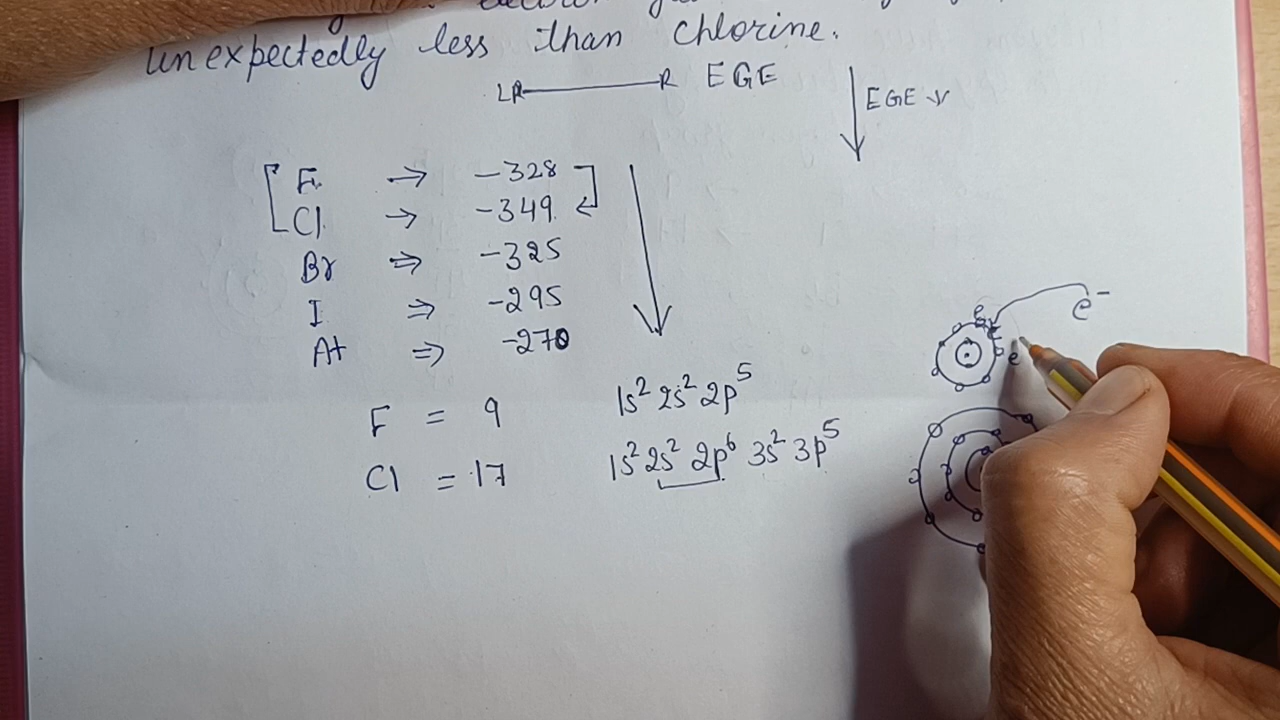 unexpectedly less than chlorine.
LR R EGE
EGE ↓
F → -328
Cl → -349
Br ⇒ -325
I ⇒ -295
At ⇒ -270
e⁻
e
F = 9 1s² 2s² 2p⁵
Cl = 17 1s² 2s² 2p⁶ 3s² 3p⁵